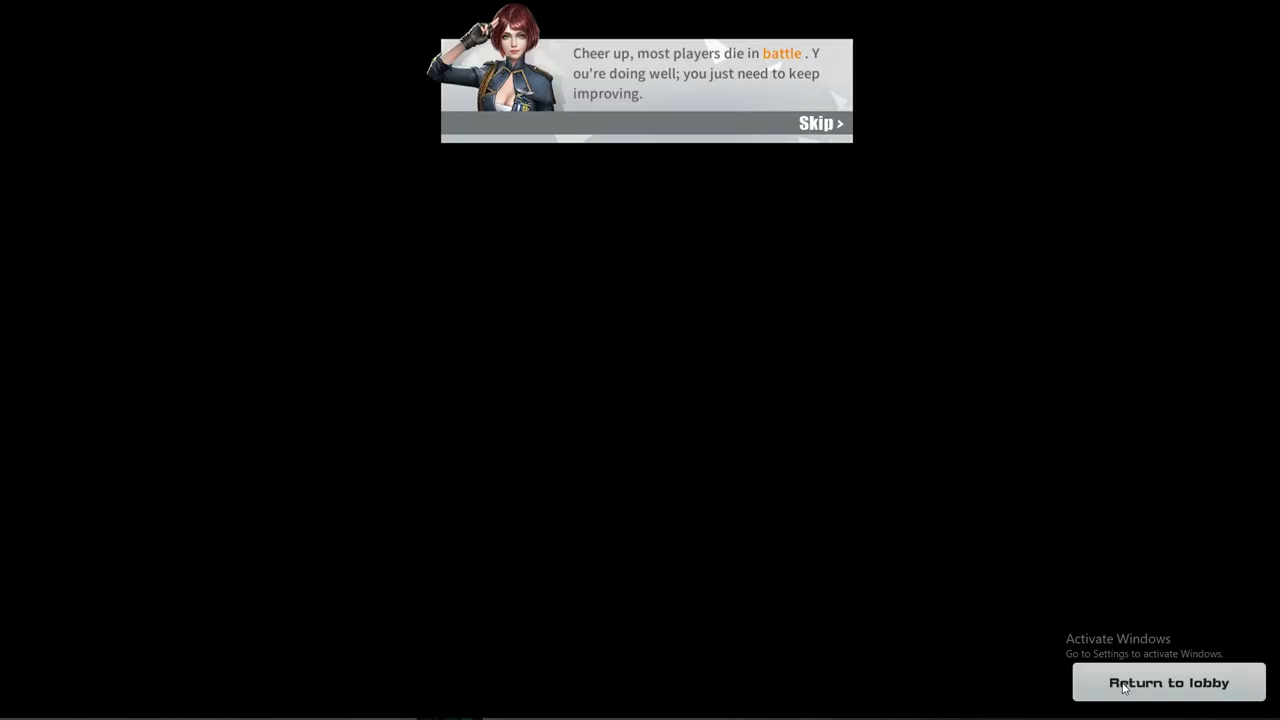 Cheer up, most players die in battle . Y
ou're doing well; you just need to keep
improving.
Skip >
Activate Windows
Go to Settings to activate Windows.
Return to lobby